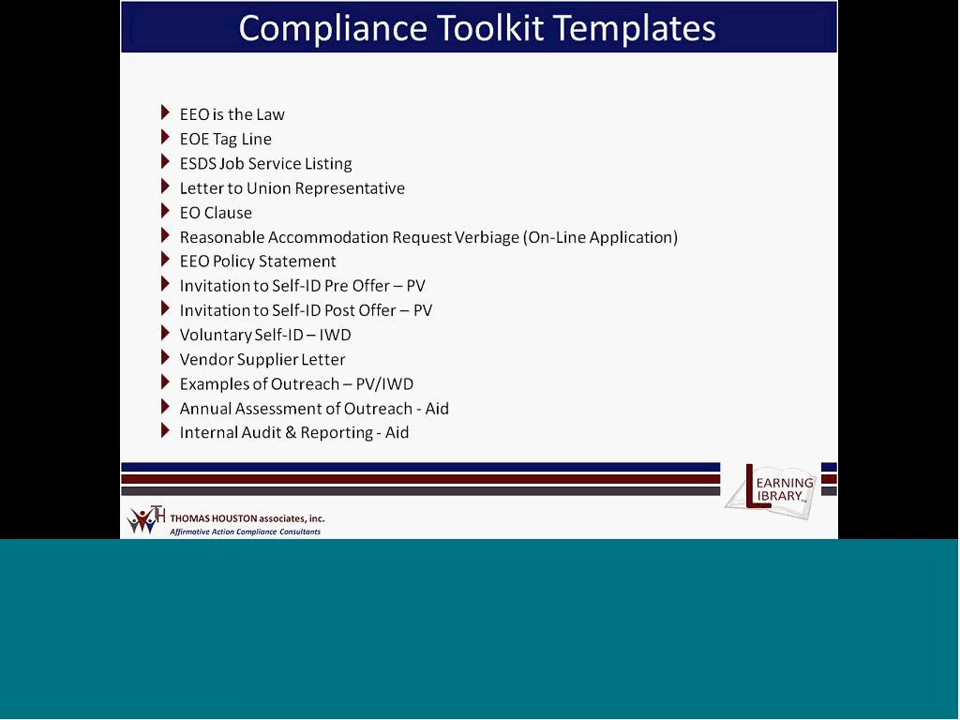 Compliance Toolkit Templates
EEO is the Law
EOE Tag Line
ESDS Job Service Listing
Letter to Union Representative
EO Clause
Reasonable Accommodation Request Verbiage (On-Line Application)
EEO Policy Statement
Invitation to Self-ID Pre Offer – PV
Invitation to Self-ID Post Offer – PV
Voluntary Self-ID – IWD
Vendor Supplier Letter
Examples of Outreach – PV/IWD
Annual Assessment of Outreach - Aid
Internal Audit & Reporting - Aid
LEARNING
LIBRARY
TH
THOMAS HOUSTON associates, inc.
Affirmative Action Compliance Consultants